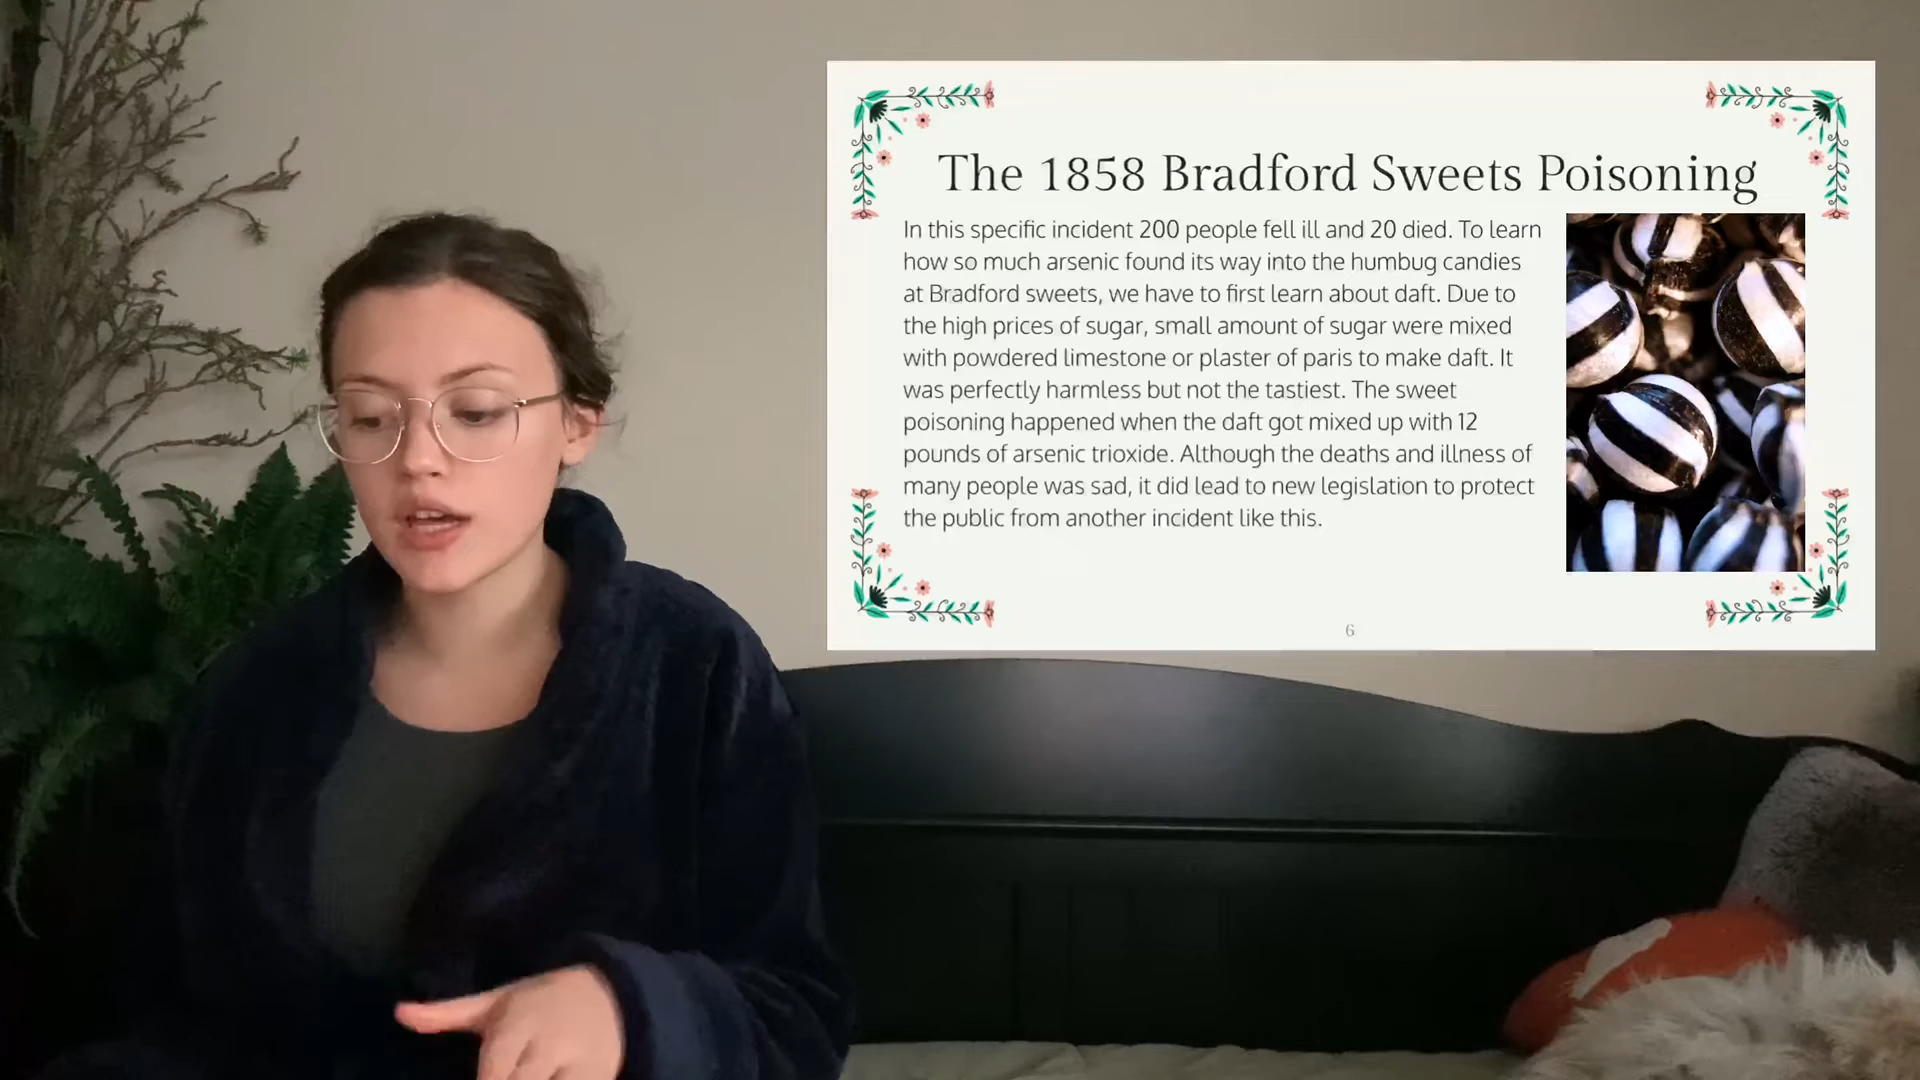 The 1858 Bradford Sweets Poisoning
In this specific incident 200 people fell ill and 20 died. To learn
how so much arsenic found its way into the humbug candies
at Bradford sweets, we have to first learn about daft. Due to
the high prices of sugar, small amount of sugar were mixed
with powdered limestone or plaster of paris to make daft. It
was perfectly harmless but not the tastiest. The sweet
poisoning happened when the daft got mixed up with 12
pounds of arsenic trioxide. Although the deaths and illness of
many people was sad, it did lead to new legislation to protect
the public from another incident like this.
6